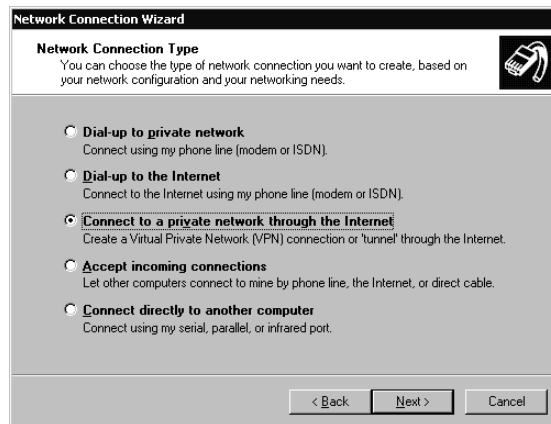 Network Connection Wizard
Network Connection Type
You can choose the type of network connection you want to create, based on
your network configuration and your networking needs.
Dial-up to private network
Connect using my phone line (modem or ISDN).
Dial-up to the Internet
Connect to the Internet using my phone line (modem or ISDN).
Connect to a private network through the Internet
Create a Virtual Private Network (VPN) connection or 'tunnel' through the Internet.
Accept incoming connections
Let other computers connect to mine by phone line, the Internet, or direct cable.
Connect directly to another computer
Connect using my serial, parallel, or infrared port.
< Back Next > Cancel